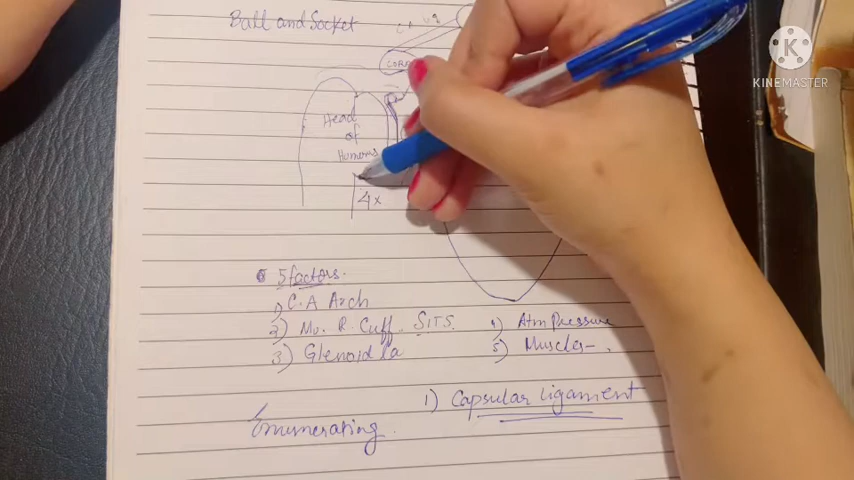 Ball and Socket
CORA
Head
of
Humerus
4x
5 factors.
1) C.A Arch
2) Mu. R. Cuff. SITS.
3) Glenoid la
4) Atm pressure
5) Muscles
Enumerating
1) Capsular ligament
KINEMASTER